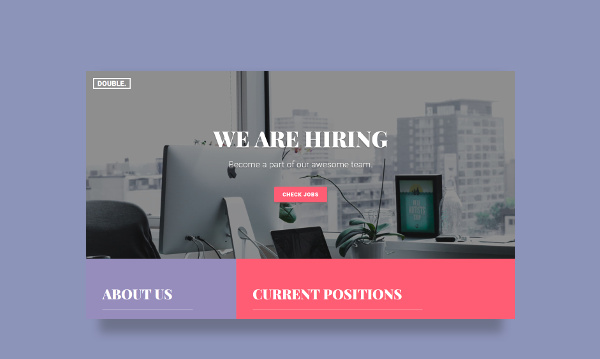 DOUBLE.
WE ARE HIRING
Become a part of our awesome team.
CHECK JOBS
ABOUT US
CURRENT POSITIONS